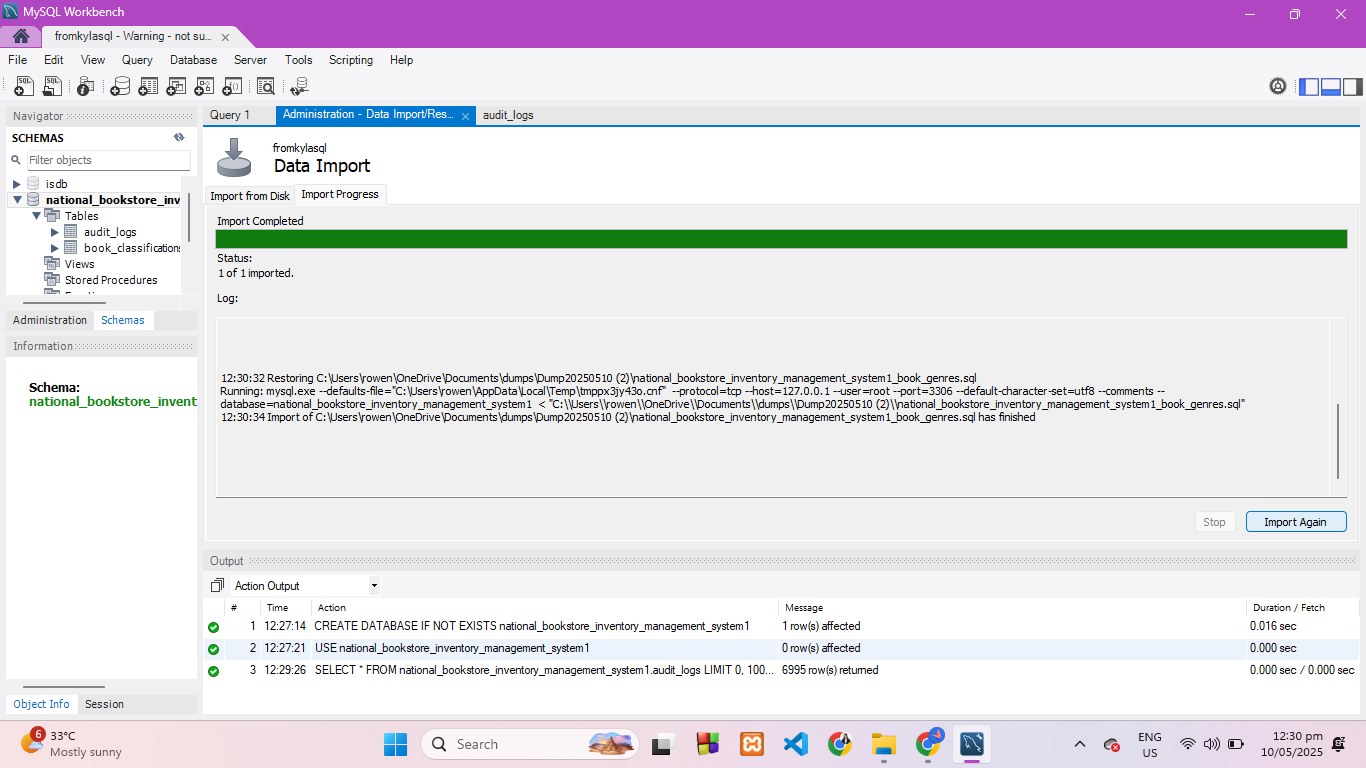 MySQL Workbench
fromkylasql - Warning - not su...
File Edit View Query Database Server Tools Scripting Help
SQL SQL
Navigator
SCHEMAS
Filter objects
isdb
national_bookstore_inv
Tables
audit_logs
book_classifications
Views
Stored Procedures
Administration Schemas
Information
Schema:
national_bookstore_invent
Object Info Session
Query 1 Administration - Data Import/Res... audit_logs
fromkylasql
Data Import
Import from Disk Import Progress
Import Completed
Status:
1 of 1 imported.
Log:
12:30:32 Restoring C:\Users\rowen\OneDrive\Documents\dumps\Dump20250510 (2)\national_bookstore_inventory_management_system1_book_genres.sql
Running: mysql.exe --defaults-file="C:\Users\rowen\AppData\Local\Temp\tmppx3jy43o.cnf" --protocol=tcp --host=127.0.0.1 --user=root --port=3306 --default-character-set=utf8 --comments --
database=national_bookstore_inventory_management_system1 < "C:\\Users\\rowen\\OneDrive\\Documents\\dumps\\Dump20250510 (2)\\national_bookstore_inventory_management_system1_book_genres.sql"
12:30:34 Import of C:\Users\rowen\OneDrive\Documents\dumps\Dump20250510 (2)\national_bookstore_inventory_management_system1_book_genres.sql has finished
Stop Import Again
Output
Action Output
# Time Action Message Duration / Fetch
1 12:27:14 CREATE DATABASE IF NOT EXISTS national_bookstore_inventory_management_system1 1 row(s) affected 0.016 sec
2 12:27:21 USE national_bookstore_inventory_management_system1 0 row(s) affected 0.000 sec
3 12:29:26 SELECT * FROM national_bookstore_inventory_management_system1.audit_logs LIMIT 0, 100... 6995 row(s) returned 0.000 sec / 0.000 sec
6
33°C
Mostly sunny
Search
ENG
US
12:30 pm
10/05/2025